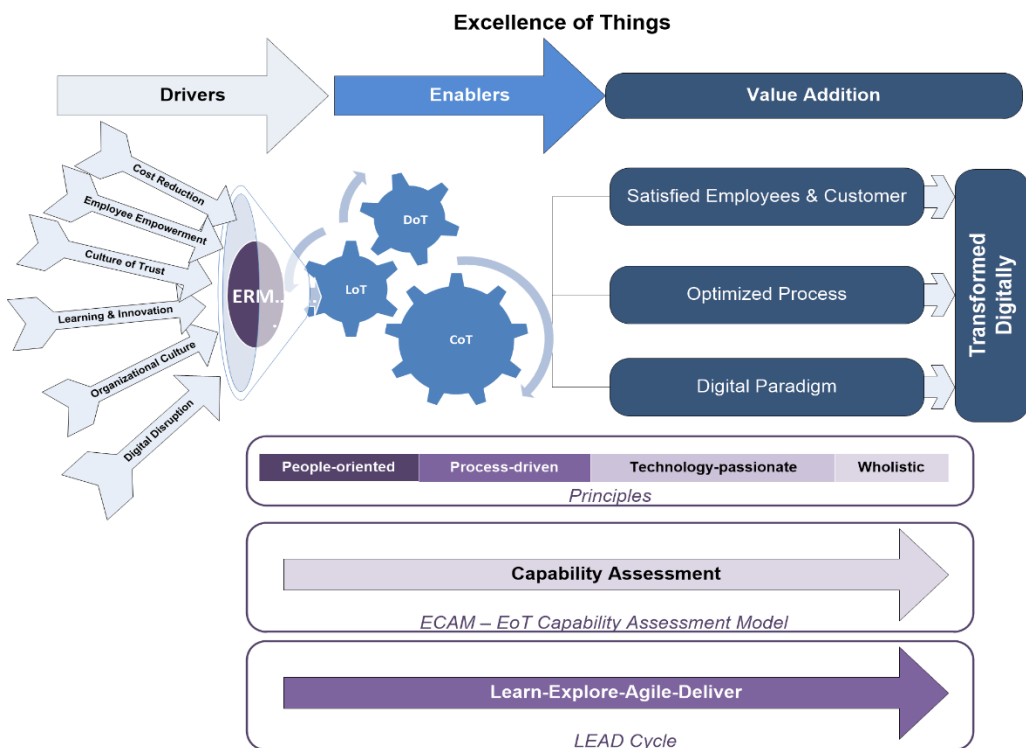 Excellence of Things
Drivers
Enablers
Value Addition
Cost Reduction
Employee Empowerment
Culture of Trust
Learning & Innovation
Organizational Culture
Digital Disruption
ERM...
DoT
LoT
CoT
Satisfied Employees & Customer
Optimized Process
Digital Paradigm
Transformed
Digitally
People-oriented
Process-driven
Technology-passionate
Wholistic
Principles
Capability Assessment
ECAM – EoT Capability Assessment Model
Learn-Explore-Agile-Deliver
LEAD Cycle